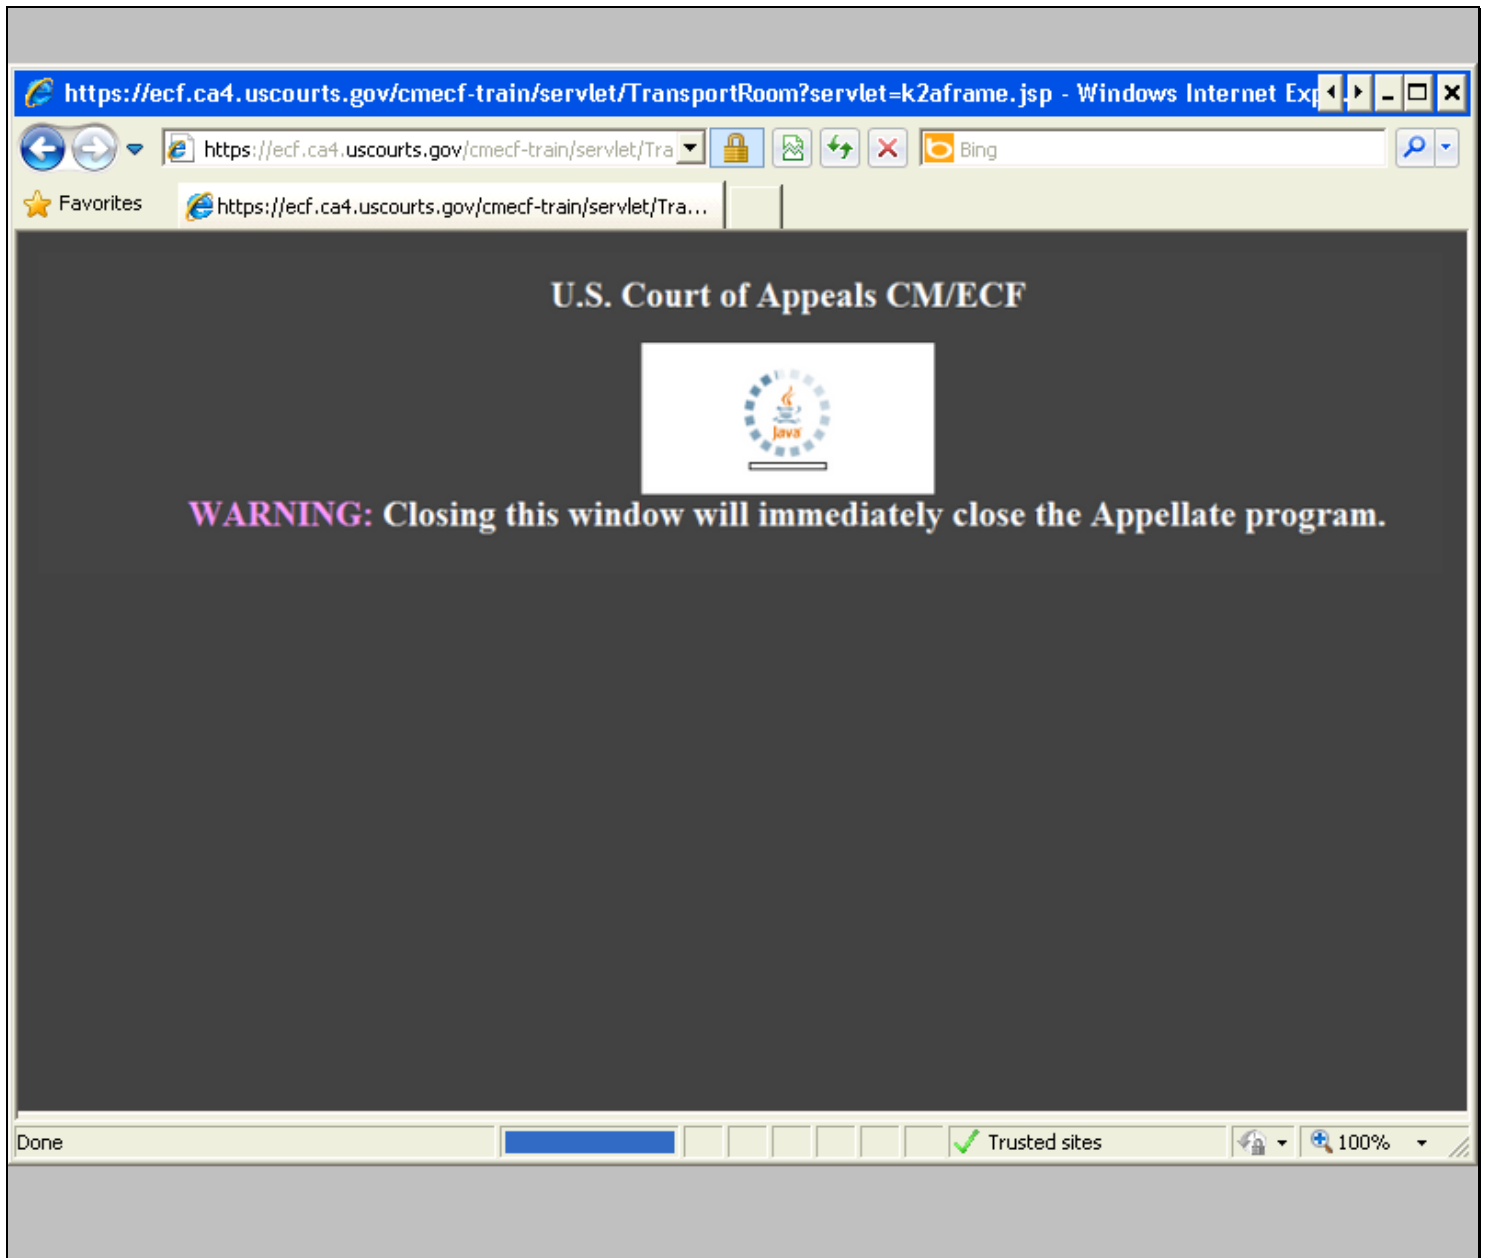 https://ecf.ca4.uscourts.gov/cmecf-train/servlet/TransportRoom?servlet=k2aframe.jsp - Windows Internet Exp
https://ecf.ca4.uscourts.gov/cmecf-train/servlet/Tra
Bing
Favorites
https://ecf.ca4.uscourts.gov/cmecf-train/servlet/Tra...
U.S. Court of Appeals CM/ECF
Java
WARNING: Closing this window will immediately close the Appellate program.
Done
Trusted sites
100%